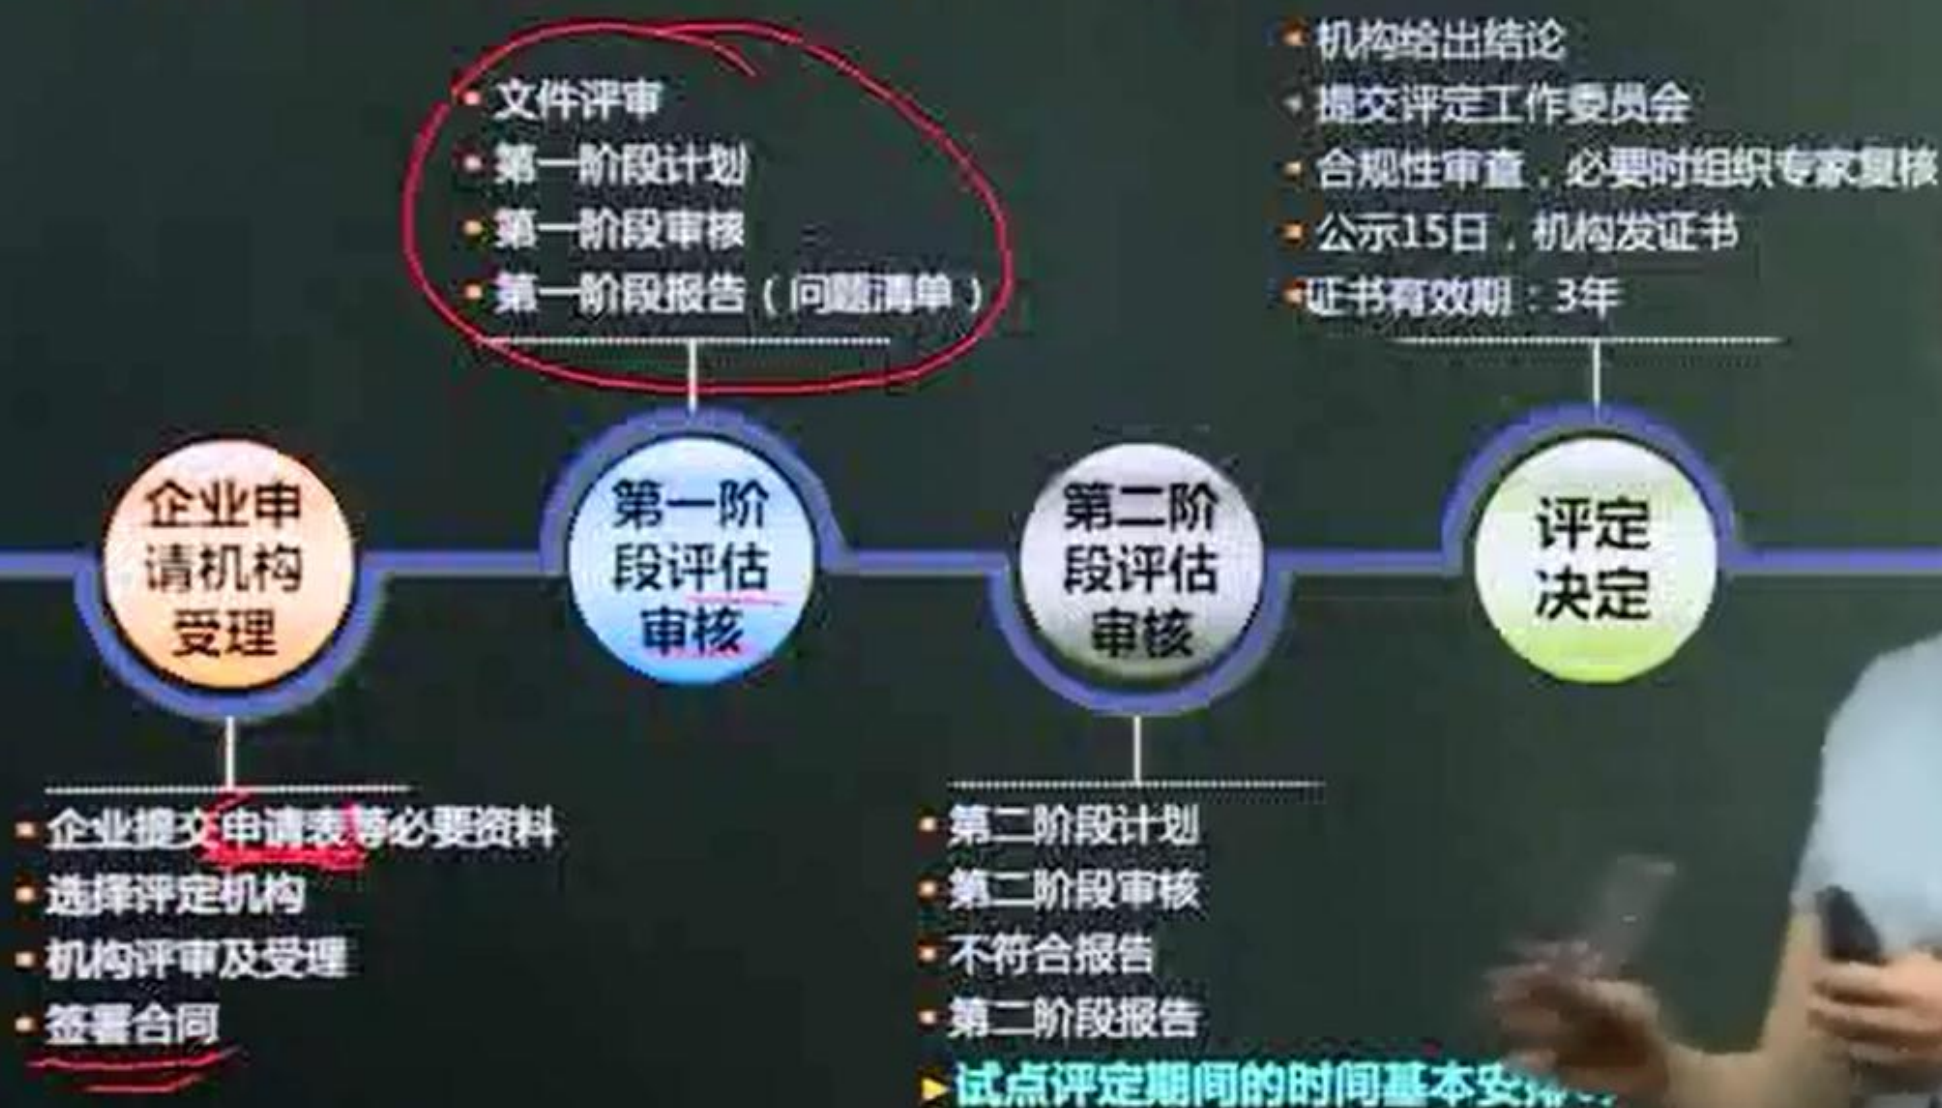 文件评审
第一阶段计划
第一阶段审核
第一阶段报告（问题清单）
机构给出结论
提交评定工作委员会
合规性审查，必要时组织专家复核
公示15日，机构发证书
证书有效期：3年
企业申
请机构
受理
第一阶
段评估
审核
第二阶
段评估
审核
评定
决定
企业提交申请表等必要资料
选择评定机构
机构评审及受理
签署合同
第二阶段计划
第二阶段审核
不符合报告
第二阶段报告
试点评定期间的时间基本安排